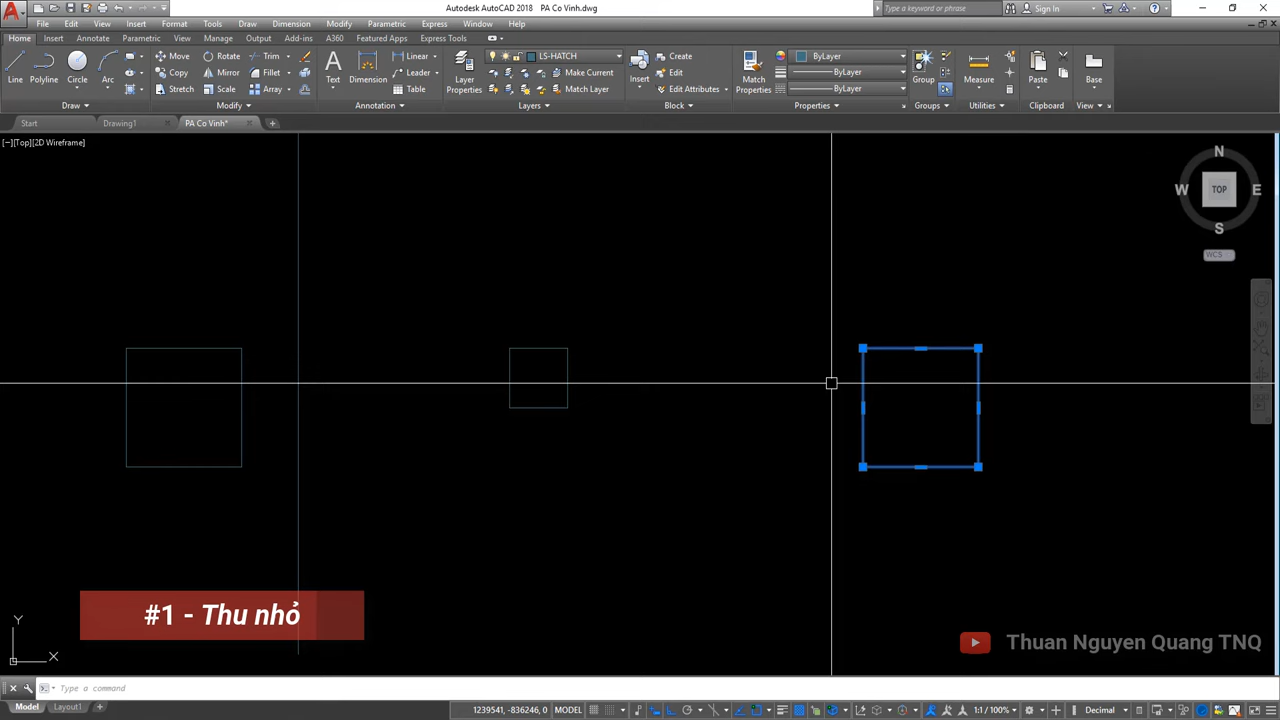 Autodesk AutoCAD 2018   PA Co Vinh.dwg
Type a keyword or phrase
Sign In
File Edit View Insert Format Tools Draw Dimension Modify Parametric Express Window Help
Home Insert Annotate Parametric View Manage Output Add-ins A360 Featured Apps Express Tools
Line Polyline Circle Arc
Move Rotate Trim
Copy Mirror Fillet
Stretch Scale Array
Text Dimension
Linear
Leader
Table
Layer Properties
LS-HATCH
Make Current
Match Layer
Insert
Create
Edit
Edit Attributes
Match Properties
ByLayer
ByLayer
ByLayer
Group
Measure
Paste
Base
Draw Modify Annotation Layers Block Properties Groups Utilities Clipboard View
Start Drawing1 PA Co Vinh*
[−][Top][2D Wireframe]
N
W TOP E
S
WCS
#1 - Thu nhỏ
Y
X
Thuan Nguyen Quang TNQ
Type a command
Model Layout1
1239541, -836246, 0 MODEL
1:1 / 100%
Decimal